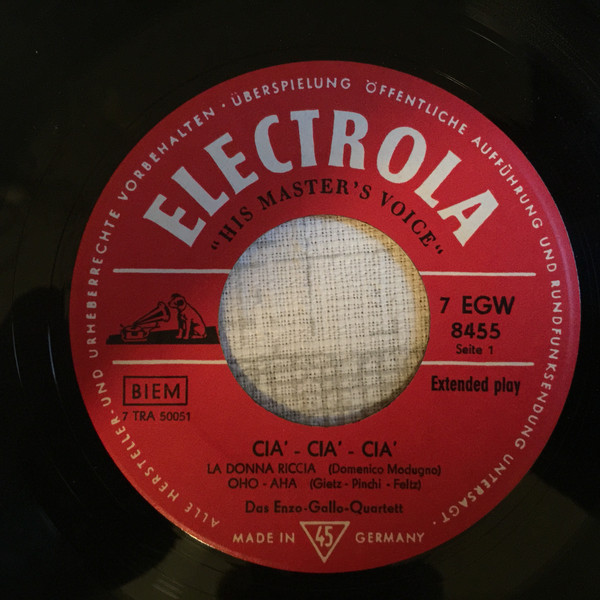 ALLE HERSTELLER- UND URHEBERRECHTE VORBEHALTEN · ÜBERSPIELUNG ÖFFENTLICHE AUFFÜHRUNG UND RUNDFUNKSENDUNG UNTERSAGT ·
ELECTROLA
"HIS MASTER'S VOICE"
7 EGW
8455
Seite 1
BIEM
Extended play
7 TRA 50051
CIA' - CIA' - CIA'
LA DONNA RICCIA (Domenico Modugno)
OHO - AHA (Gietz - Pinchi - Feltz)
Das Enzo-Gallo-Quartett
MADE IN 45 GERMANY